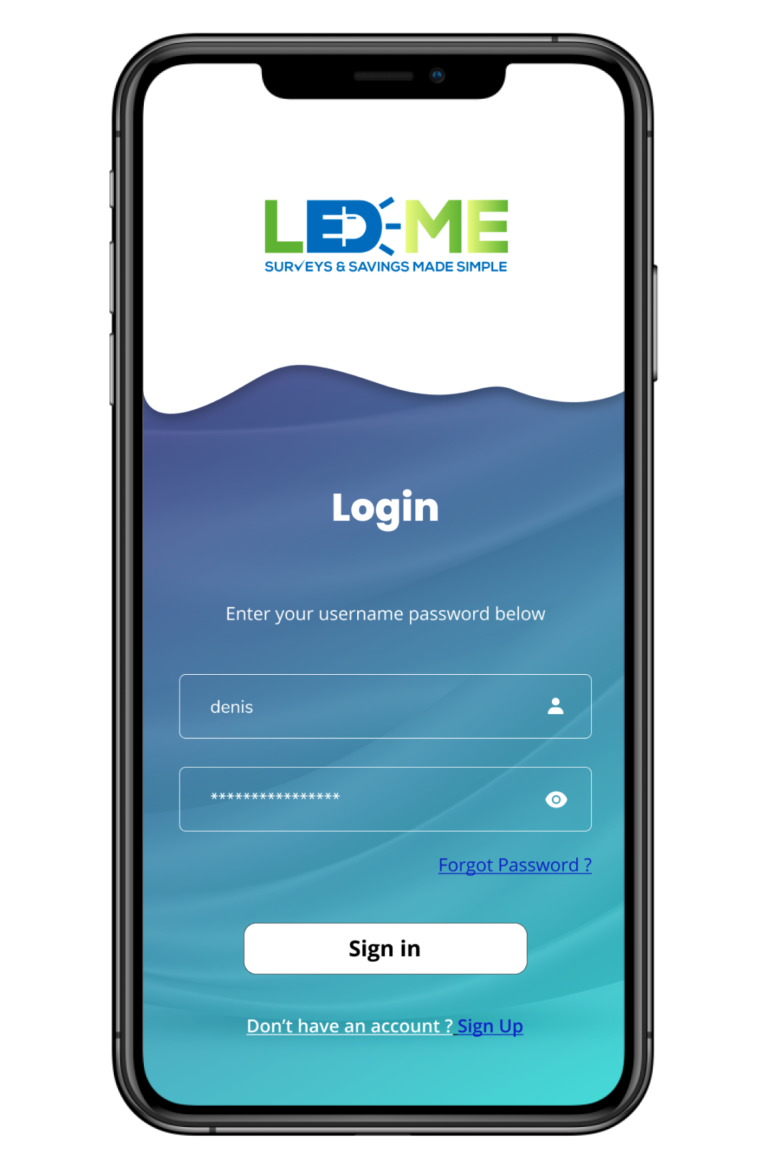 LED-ME
SURVEYS & SAVINGS MADE SIMPLE
Login
Enter your username password below
denis
****************
Forgot Password ?
Sign in
Don't have an account ? Sign Up